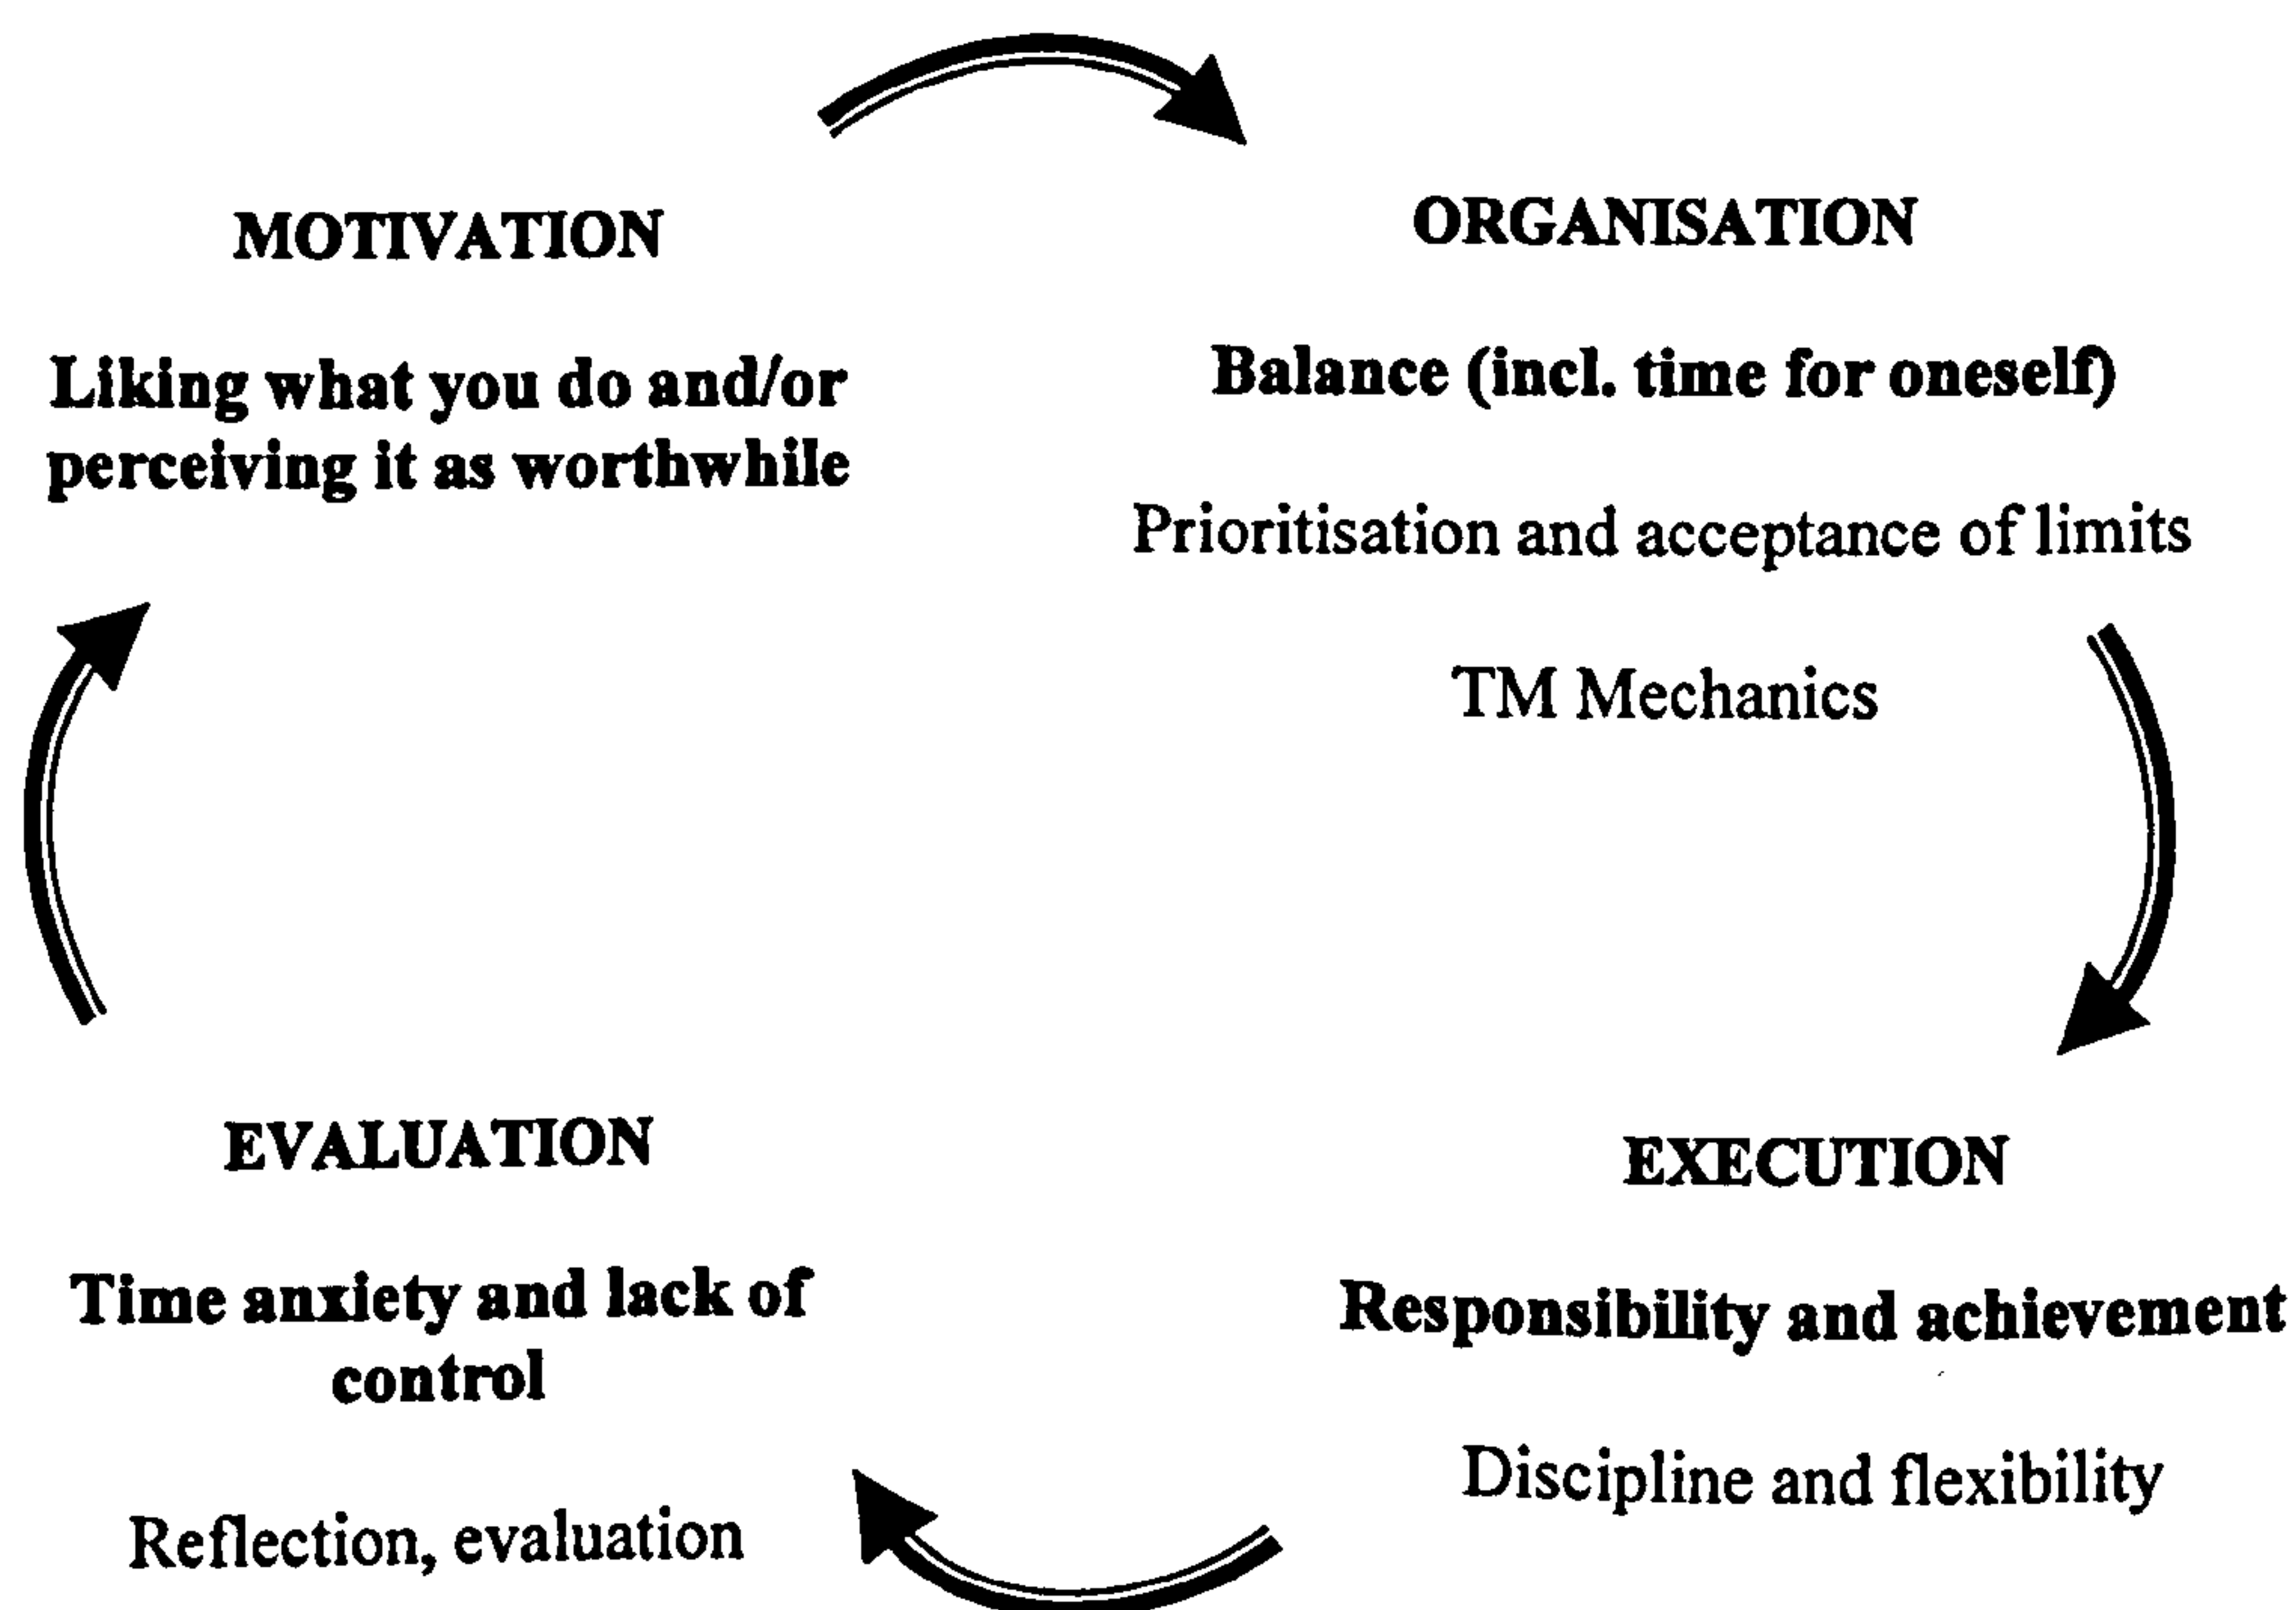 MOTIVATION
Liking what you do and/or
perceiving it as worthwhile
ORGANISATION
Balance (incl. time for oneself)
Prioritisation and acceptance of limits
TM Mechanics
EXECUTION
Responsibility and achievement
Discipline and flexibility
EVALUATION
Time anxiety and lack of
control
Reflection, evaluation